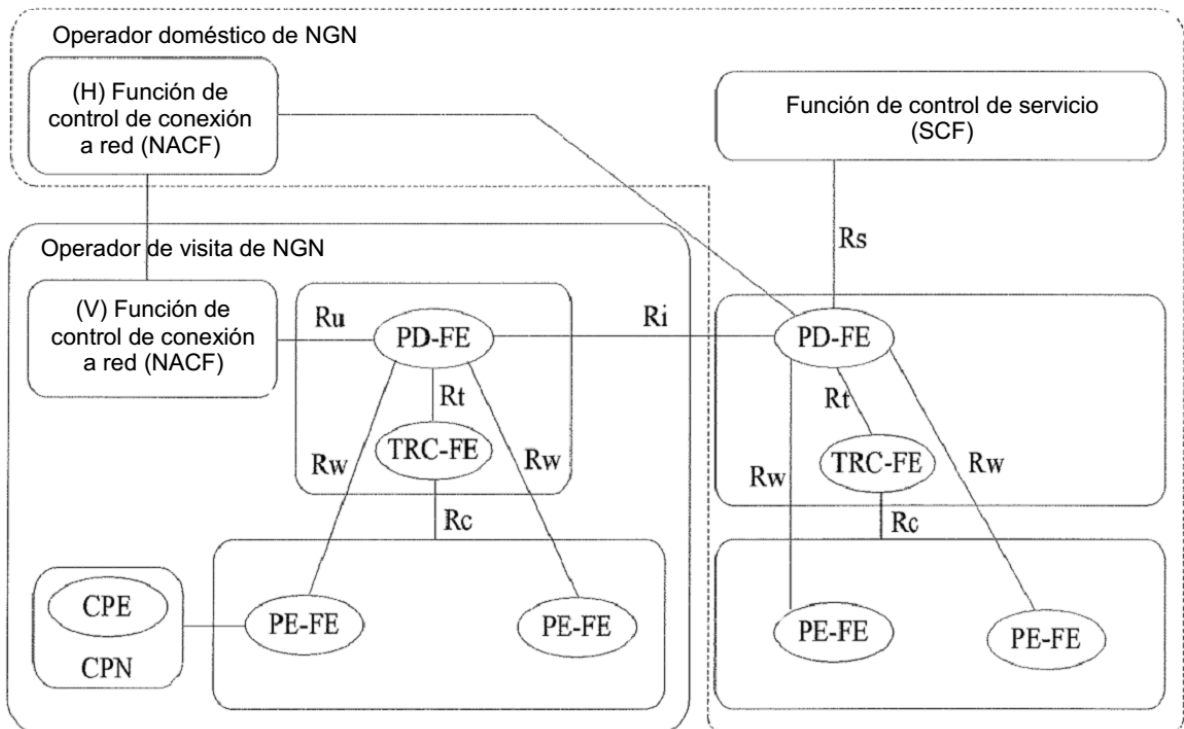 Operador doméstico de NGN
(H) Función de
control de conexión
a red (NACF)
Función de control de servicio
(SCF)
Operador de visita de NGN
Rs
(V) Función de
control de conexión
a red (NACF)
Ru
PD-FE
Ri
PD-FE
Rt
Rt
TRC-FE
TRC-FE
Rw
Rw
Rw
Rw
Rc
Rc
CPE
CPN
PE-FE
PE-FE
PE-FE
PE-FE